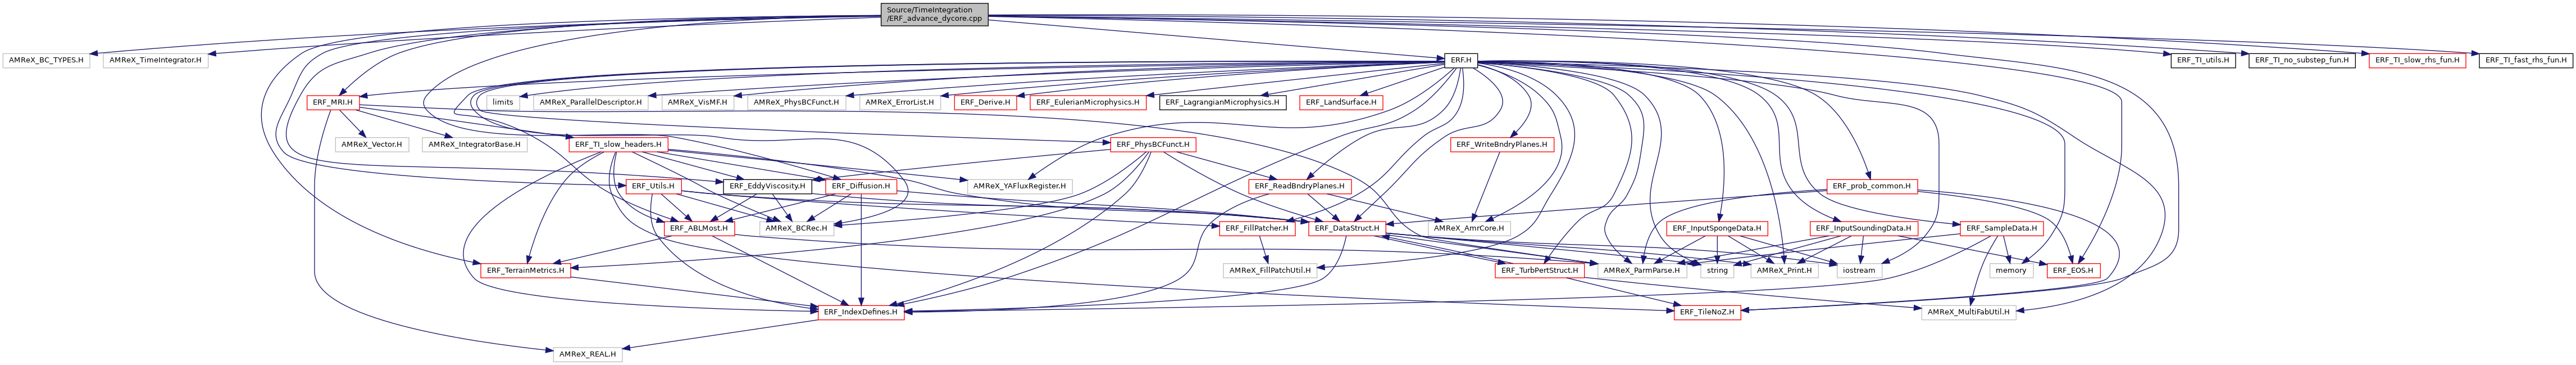 Source/TimeIntegration
/ERF_advance_dycore.cpp
AMReX_BC_TYPES.H
AMReX_TimeIntegrator.H
ERF.H
ERF_TI_utils.H
ERF_TI_no_substep_fun.H
ERF_TI_slow_rhs_fun.H
ERF_TI_fast_rhs_fun.H
ERF_MRI.H
limits
AMReX_ParallelDescriptor.H
AMReX_VisMF.H
AMReX_PhysBCFunct.H
AMReX_ErrorList.H
ERF_Derive.H
ERF_EulerianMicrophysics.H
ERF_LagrangianMicrophysics.H
ERF_LandSurface.H
AMReX_Vector.H
AMReX_IntegratorBase.H
ERF_TI_slow_headers.H
ERF_PhysBCFunct.H
ERF_WriteBndryPlanes.H
ERF_Utils.H
ERF_EddyViscosity.H
ERF_Diffusion.H
AMReX_YAFluxRegister.H
ERF_ReadBndryPlanes.H
ERF_prob_common.H
ERF_ABLMost.H
AMReX_BCRec.H
ERF_FillPatcher.H
ERF_DataStruct.H
AMReX_AmrCore.H
ERF_InputSpongeData.H
ERF_InputSoundingData.H
ERF_SampleData.H
ERF_TerrainMetrics.H
AMReX_FillPatchUtil.H
ERF_TurbPertStruct.H
AMReX_ParmParse.H
string
AMReX_Print.H
iostream
memory
ERF_EOS.H
ERF_IndexDefines.H
ERF_TileNoZ.H
AMReX_MultiFabUtil.H
AMReX_REAL.H